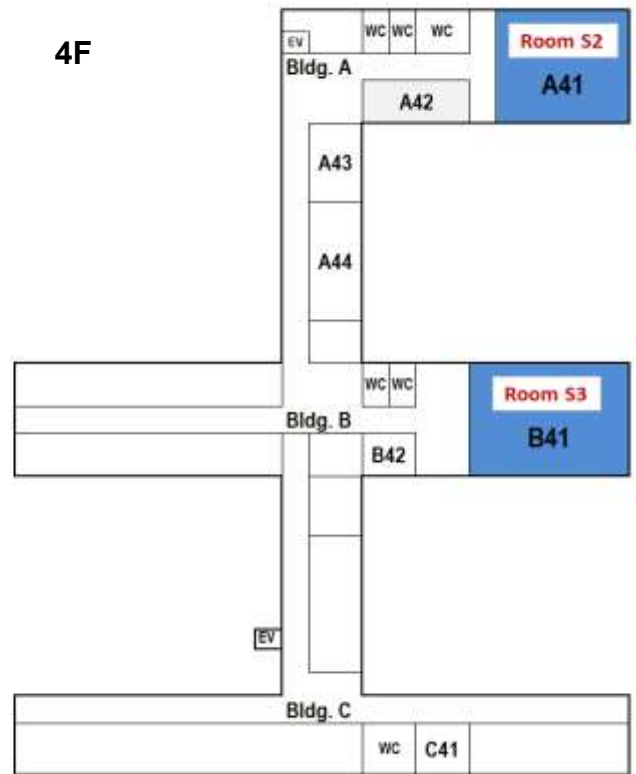 4F
EV
WC WC WC
Room S2
A41
Bldg. A
A42
A43
A44
WC WC
Room S3
B41
Bldg. B
B42
EV
Bldg. C
WC C41